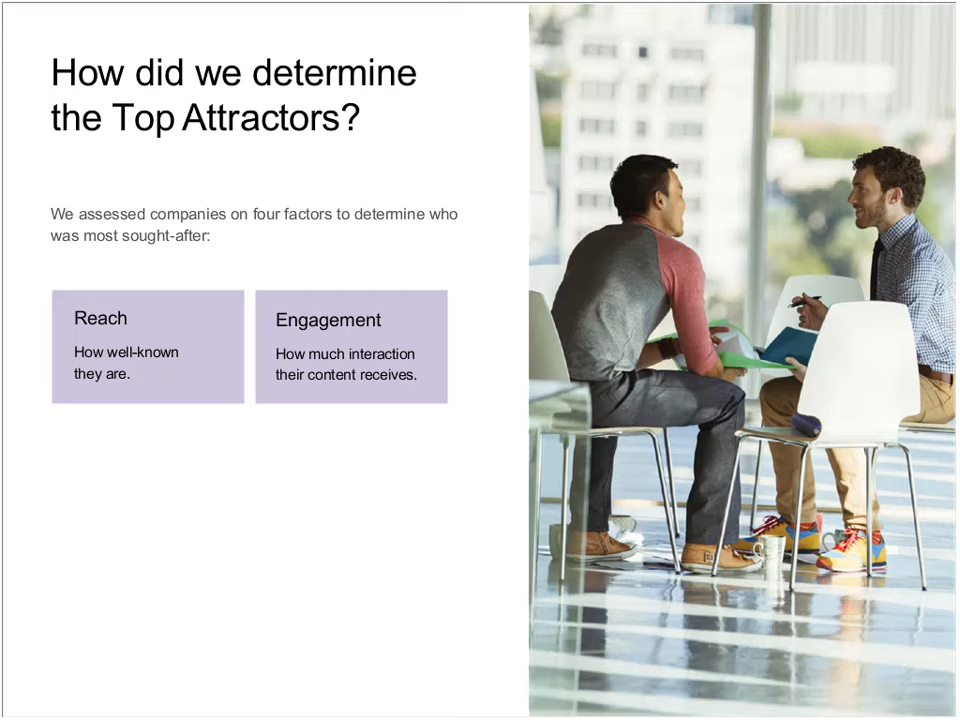 How did we determine
the Top Attractors?
We assessed companies on four factors to determine who
was most sought-after:
Reach
How well-known
they are.
Engagement
How much interaction
their content receives.